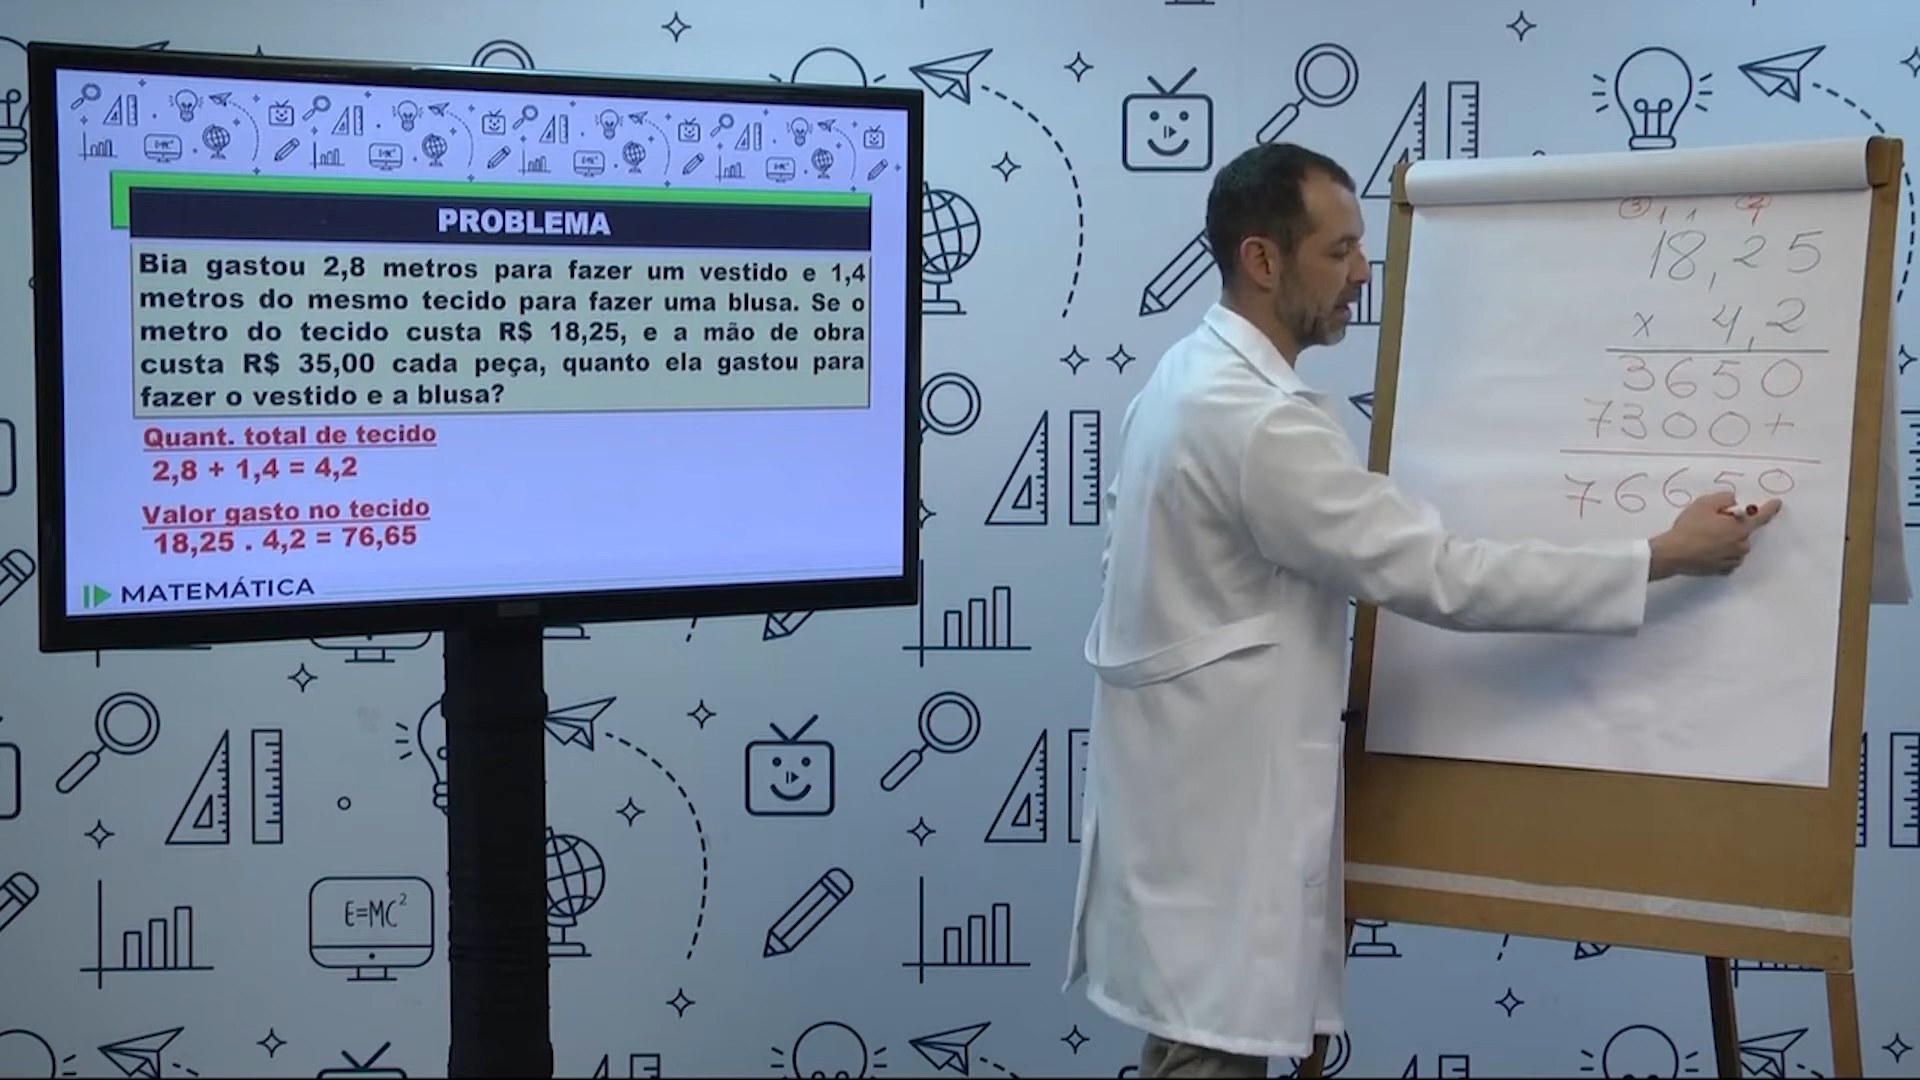 PROBLEMA
Bia gastou 2,8 metros para fazer um vestido e 1,4
metros do mesmo tecido para fazer uma blusa. Se o
metro do tecido custa R$ 18,25, e a mão de obra
custa R$ 35,00 cada peça, quanto ela gastou para
fazer o vestido e a blusa?
Quant. total de tecido
2,8 + 1,4 = 4,2
Valor gasto no tecido
18,25 . 4,2 = 76,65
MATEMÁTICA
18,25
x 4,2
3650
7300+
76650
E=MC²